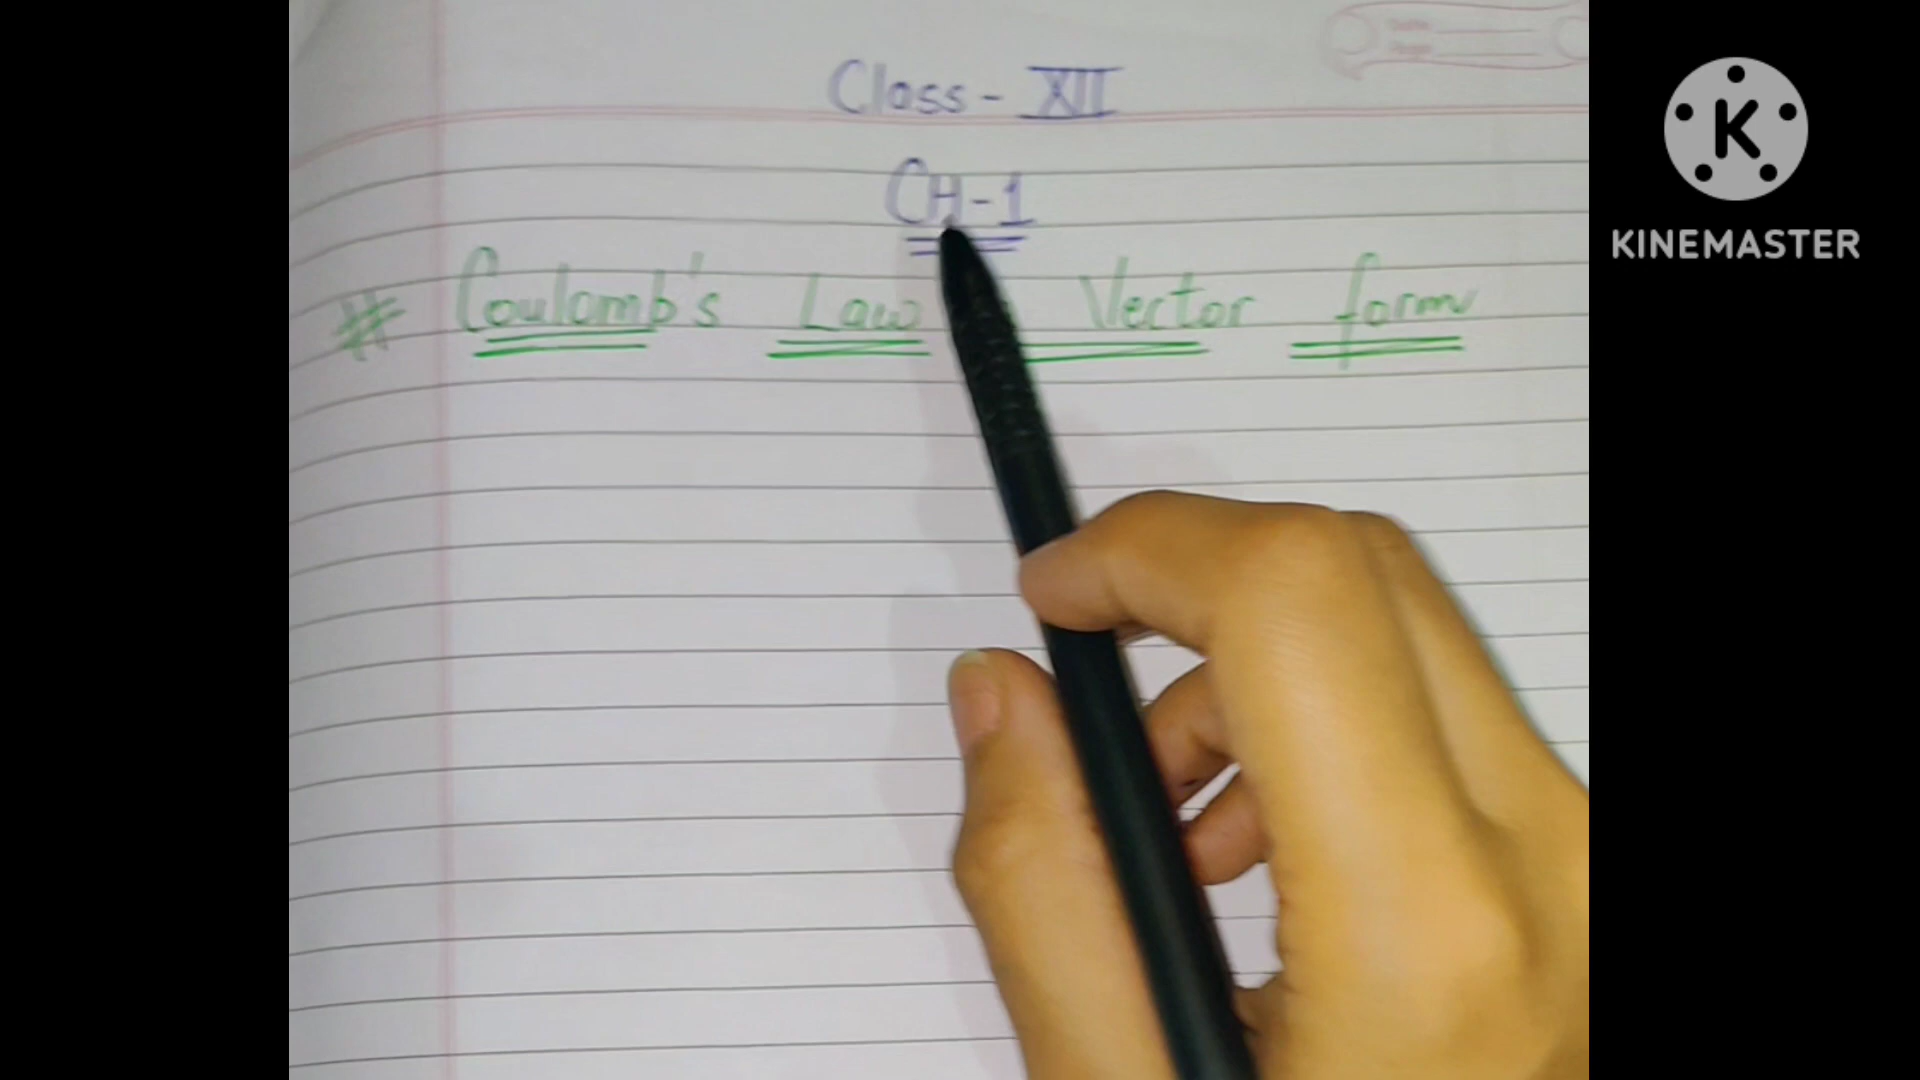 Class - XII
CH-1
# Coulomb's Law Vector form
K
KINEMASTER